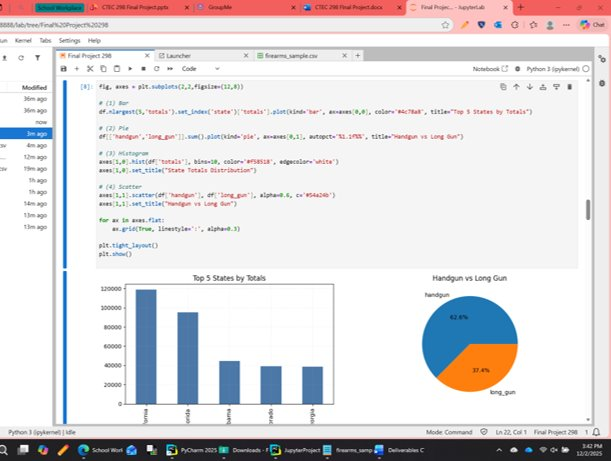 School Workplace
CTEC 298 Final Project.pptx
GroupMe
CTEC 298 Final Project.docx
Final Projec... - JupyterLab
8888/lab/tree/Final%20Project%20298
Chat
un Kernel Tabs Settings Help
Final Project 298
Launcher
firearms_sample.csv
Code
Notebook
Python 3 (ipykernel)
Modified
36m ago
36m ago
now
3m ago
4m ago
12m ago
19m ago
1h ago
1h ago
14m ago
13m ago
13m ago
[8]: fig, axes = plt.subplots(2,2,figsize=(12,8))
# (1) Bar
df.nlargest(5,'totals').set_index('state')['totals'].plot(kind='bar', ax=axes[0,0], color='#4c78a8', title="Top 5 States by Totals")
# (2) Pie
df[['handgun','long_gun']].sum().plot(kind='pie', ax=axes[0,1], autopct='%1.1f%%', title="Handgun vs Long Gun")
# (3) Histogram
axes[1,0].hist(df['totals'], bins=10, color='#f58518', edgecolor='white')
axes[1,0].set_title("State Totals Distribution")
# (4) Scatter
axes[1,1].scatter(df['handgun'], df['long_gun'], alpha=0.6, c='#54a24b')
axes[1,1].set_title("Handgun vs Long Gun")
for ax in axes.flat:
ax.grid(True, linestyle=':', alpha=0.3)
plt.tight_layout()
plt.show()
Top 5 States by Totals
120000
100000
80000
60000
40000
20000
0
ornia
orida
bama
orado
orgia
Handgun vs Long Gun
handgun
62.6%
37.4%
long_gun
Python 3 (ipykernel) | Idle
Mode: Command
Ln 22, Col 1
Final Project 298
1
School Work
PyCharm 2025
Downloads - F
JupyterProject
firearms_samp
Deliverables C
3:42 PM
12/2/2025